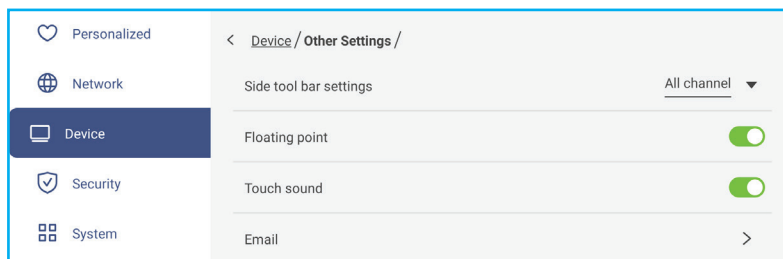 Personalized
Network
Device
Security
System
< Device / Other Settings /
Side tool bar settings All channel
Floating point
Touch sound
Email >